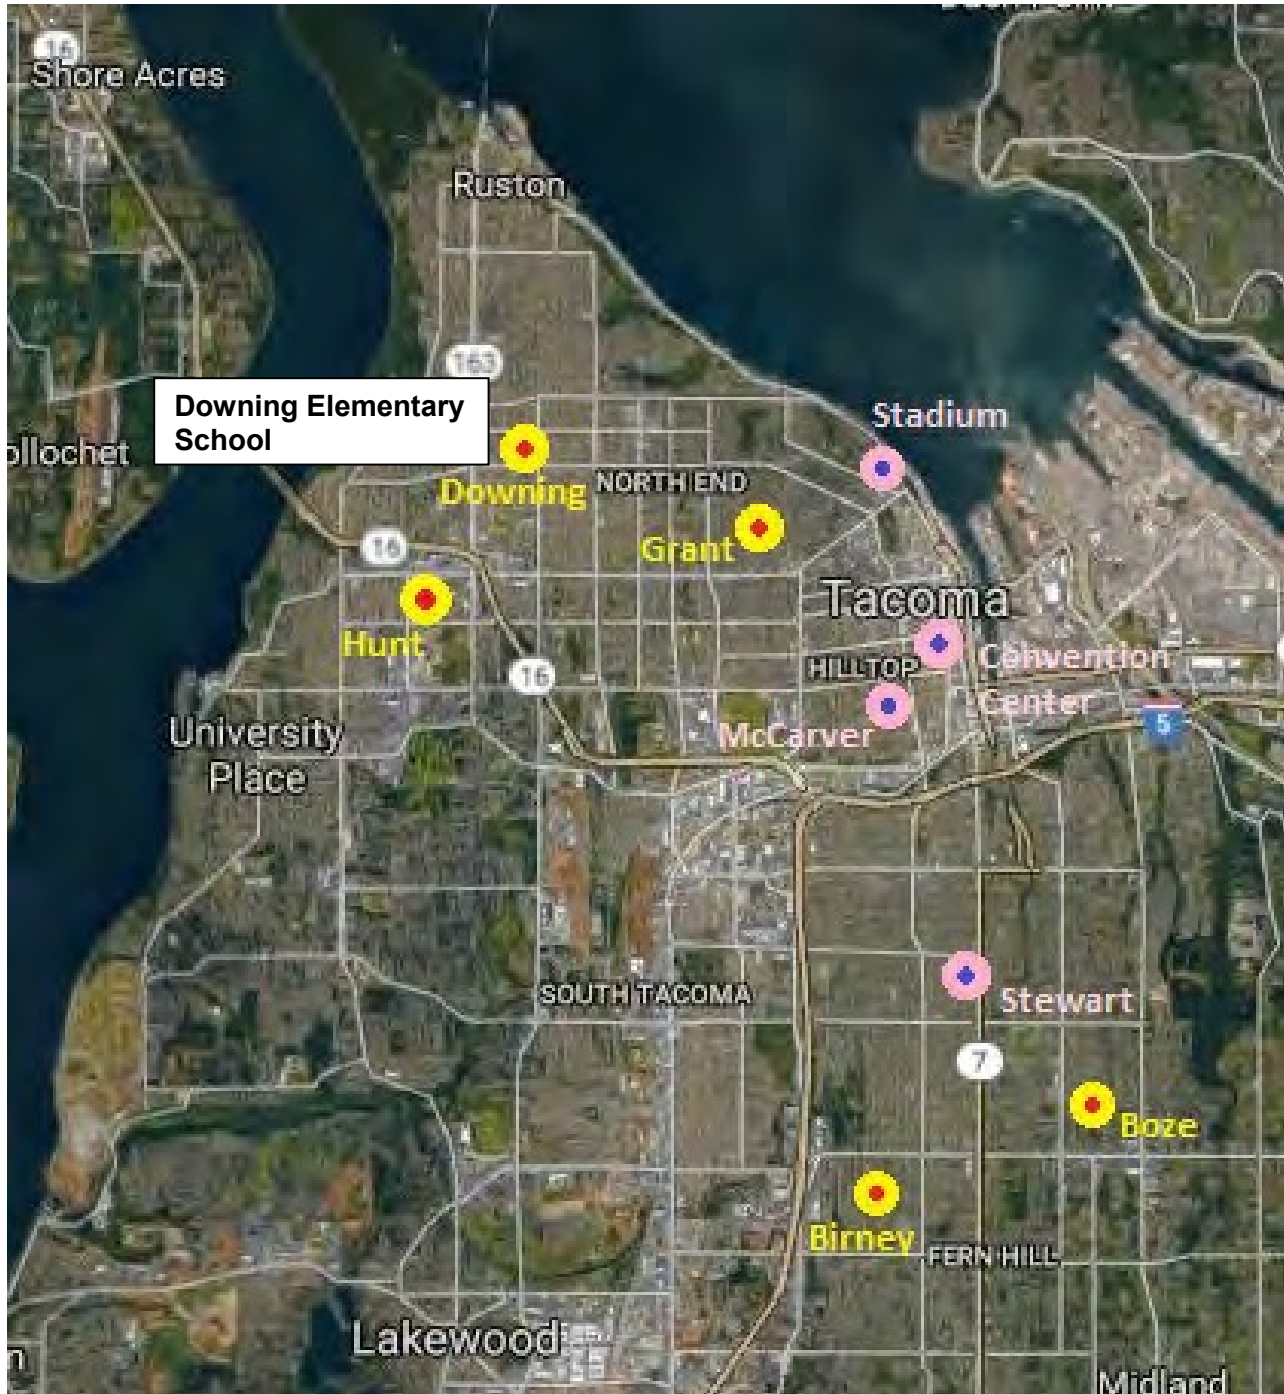 16
Shore Acres
Ruston
163
Downing Elementary
School
ollochet
Stadium
Downing
NORTH END
Grant
16
Tacoma
Hunt
HILLTOP
Convention
Center
16
McCarver
5
University
Place
SOUTH TACOMA
Stewart
7
Boze
Birney
FERN HILL
Lakewood
n
Midland